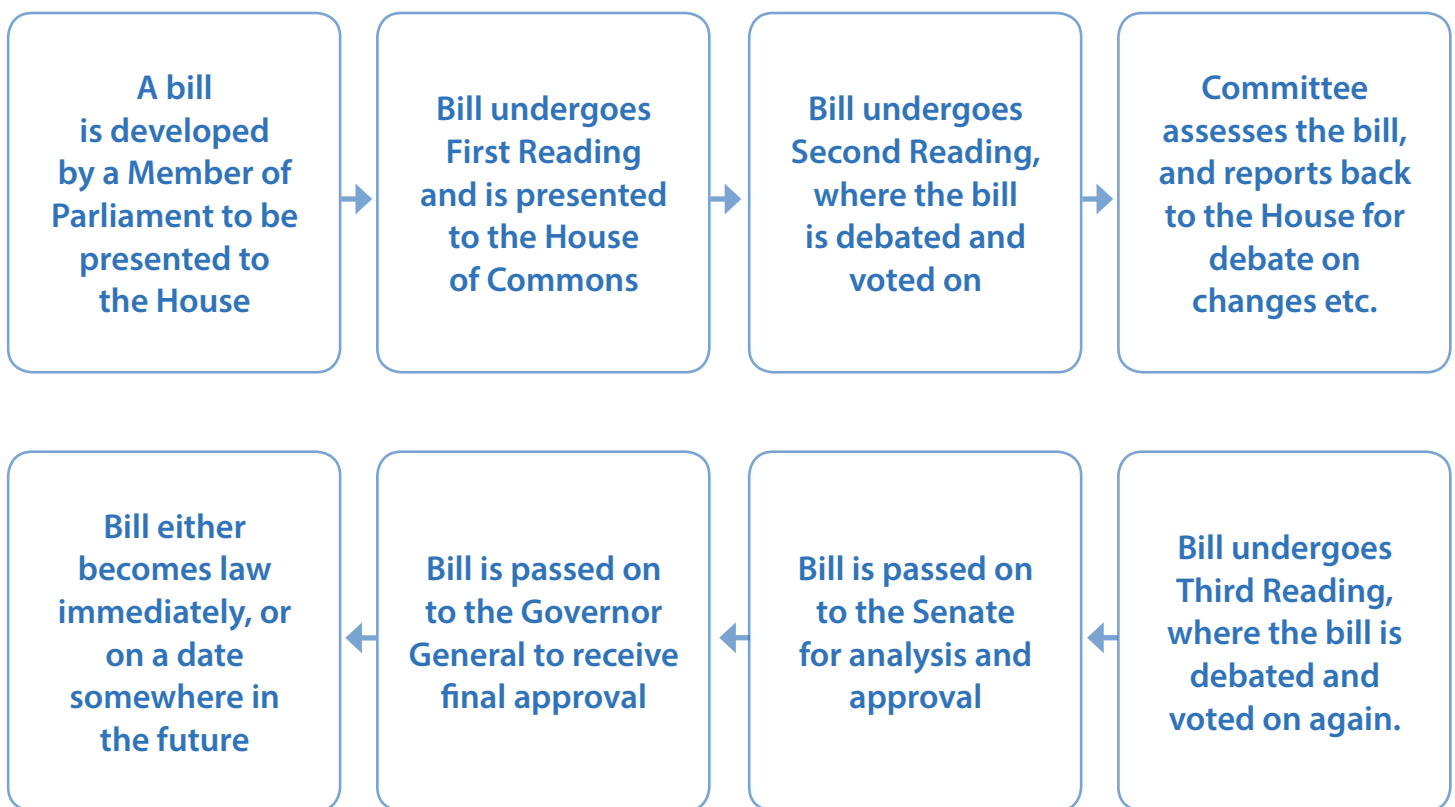 A bill
is developed
by a Member of
Parliament to be
presented to
the House
Bill undergoes
First Reading
and is presented
to the House
of Commons
Bill undergoes
Second Reading,
where the bill
is debated and
voted on
Committee
assesses the bill,
and reports back
to the House for
debate on
changes etc.
Bill undergoes
Third Reading,
where the bill is
debated and
voted on again.
Bill is passed on
to the Senate
for analysis and
approval
Bill is passed on
to the Governor
General to receive
final approval
Bill either
becomes law
immediately, or
on a date
somewhere in
the future